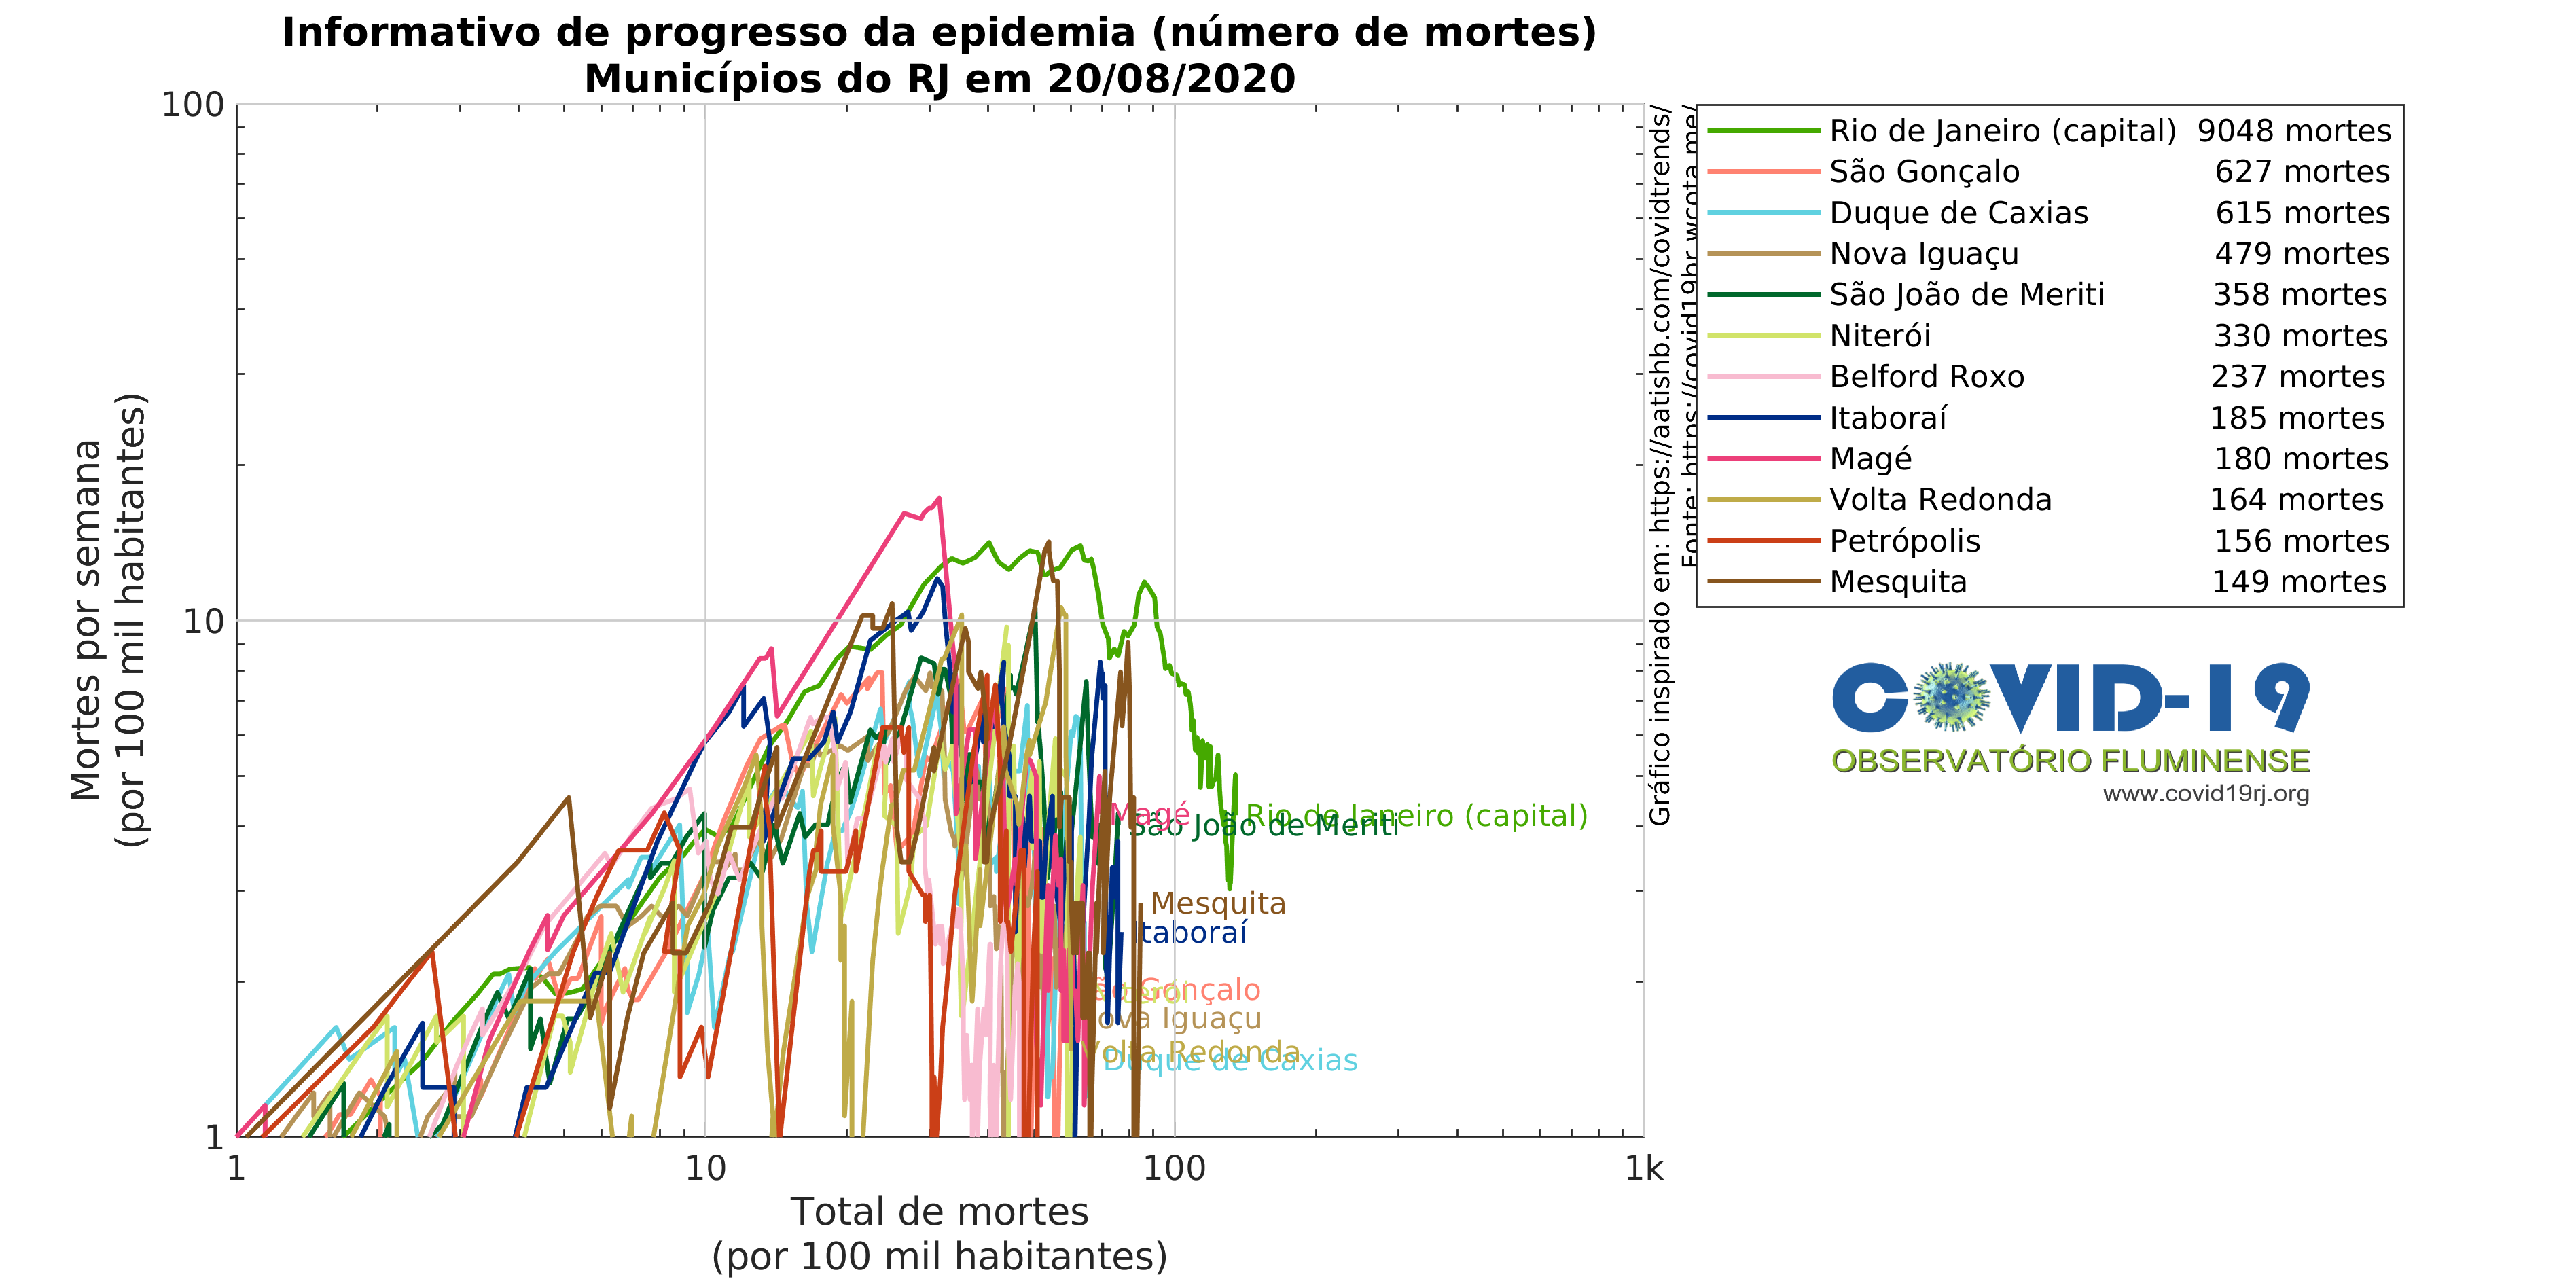 Informativo de progresso da epidemia (número de mortes)
Municípios do RJ em 20/08/2020
Mortes por semana
(por 100 mil habitantes)
100
10
1
1
10
100
1k
Total de mortes
(por 100 mil habitantes)
Magé
Rio de Janeiro (capital)
São João de Meriti
Mesquita
Itaboraí
São Gonçalo
Niterói
Nova Iguaçu
Volta Redonda
Duque de Caxias
Gráfico inspirado em: https://aatishb.com/covidtrends/
Fonte: https://covid19br.wcota.me/
Rio de Janeiro (capital) 9048 mortes
São Gonçalo 627 mortes
Duque de Caxias 615 mortes
Nova Iguaçu 479 mortes
São João de Meriti 358 mortes
Niterói 330 mortes
Belford Roxo 237 mortes
Itaboraí 185 mortes
Magé 180 mortes
Volta Redonda 164 mortes
Petrópolis 156 mortes
Mesquita 149 mortes
COVID-19
OBSERVATÓRIO FLUMINENSE
www.covid19rj.org